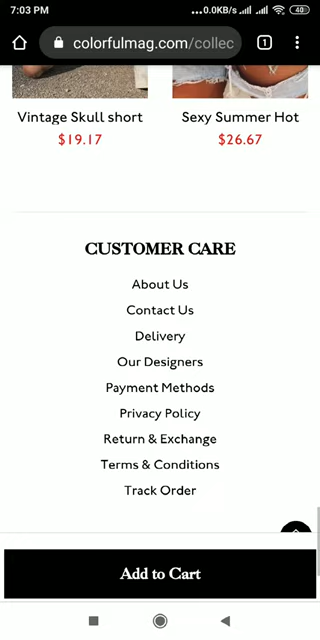 7:03 PM
...0.0KB/s
40
colorfulmag.com/collec
1
Vintage Skull short
Sexy Summer Hot
$19.17
$26.67
CUSTOMER CARE
About Us
Contact Us
Delivery
Our Designers
Payment Methods
Privacy Policy
Return & Exchange
Terms & Conditions
Track Order
Add to Cart